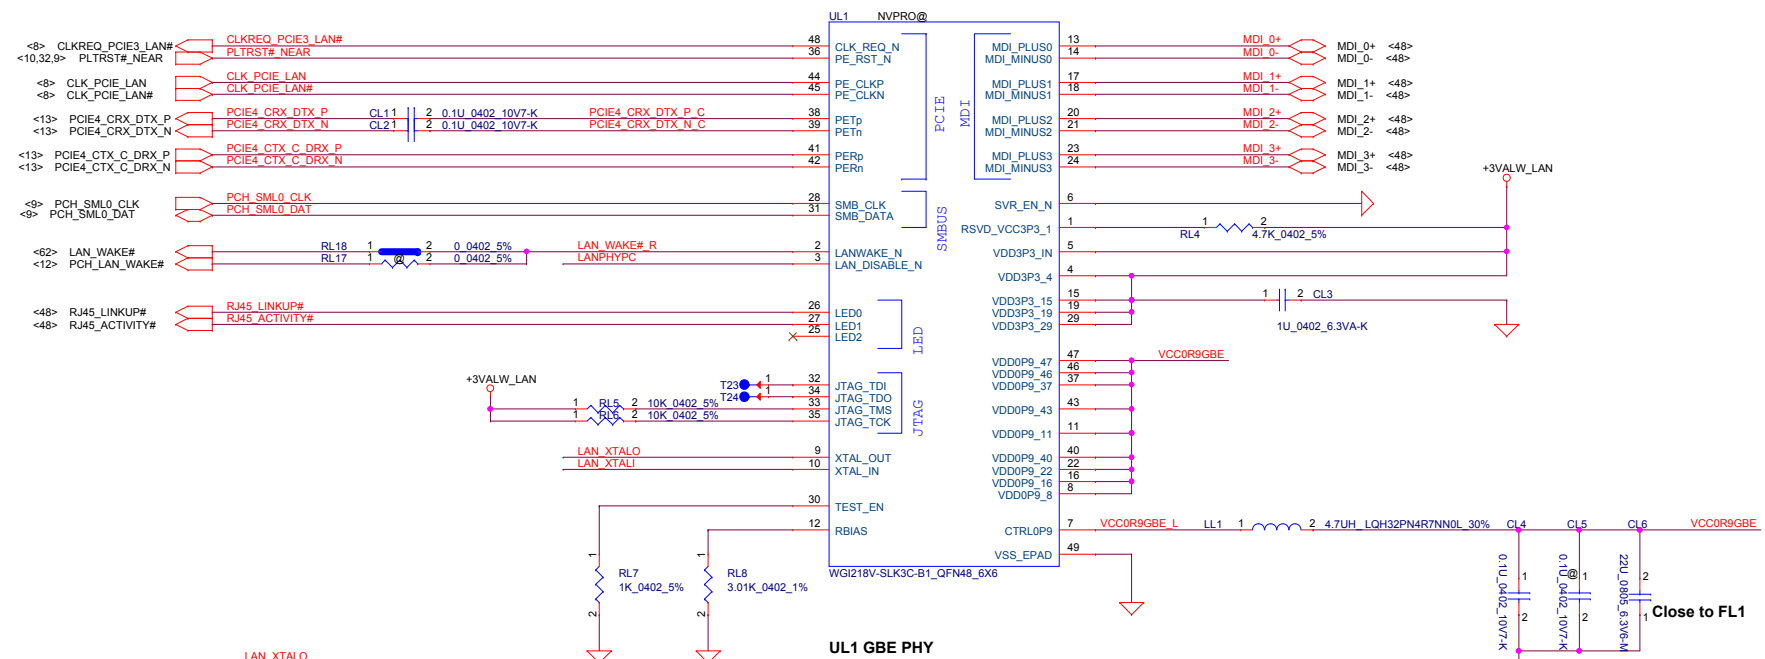 UL1 NVPRO@
<8> CLKREQ_PCIE3_LAN# CLKREQ_PCIE3_LAN# 48 CLK_REQ_N MDI_PLUS0 13 MDI_0+ MDI_0+ <48>
<10,32,9> PLTRST#_NEAR PLTRST#_NEAR 36 PE_RST_N MDI_MINUS0 14 MDI_0- MDI_0- <48>
<8> CLK_PCIE_LAN CLK_PCIE_LAN 44 PE_CLKP MDI_PLUS1 17 MDI_1+ MDI_1+ <48>
<8> CLK_PCIE_LAN# CLK_PCIE_LAN# 45 PE_CLKN MDI_MINUS1 18 MDI_1- MDI_1- <48>
<13> PCIE4_CRX_DTX_P PCIE4_CRX_DTX_P CL1 1 2 0.1U_0402_10V7-K PCIE4_CRX_DTX_P_C 38 PETp MDI_PLUS2 20 MDI_2+ MDI_2+ <48>
<13> PCIE4_CRX_DTX_N PCIE4_CRX_DTX_N CL2 1 2 0.1U_0402_10V7-K PCIE4_CRX_DTX_N_C 39 PETn MDI_MINUS2 21 MDI_2- MDI_2- <48>
<13> PCIE4_CTX_C_DRX_P PCIE4_CTX_C_DRX_P 41 PERp MDI_PLUS3 23 MDI_3+ MDI_3+ <48>
<13> PCIE4_CTX_C_DRX_N PCIE4_CTX_C_DRX_N 42 PERn MDI_MINUS3 24 MDI_3- MDI_3- <48>
PCIE
MDI
+3VALW_LAN
<9> PCH_SML0_CLK PCH_SML0_CLK 28 SMB_CLK SVR_EN_N 6
<9> PCH_SML0_DAT PCH_SML0_DAT 31 SMB_DATA
SMBUS
RSVD_VCC3P3_1 1 RL4 1 2 4.7K_0402_5%
<62> LAN_WAKE# RL18 1 2 0_0402_5% LAN_WAKE#_R 2 LANWAKE_N VDD3P3_IN 5
<12> PCH_LAN_WAKE# RL17 1 @ 2 0_0402_5% LANPHYPC 3 LAN_DISABLE_N
VDD3P3_4 4
VDD3P3_15 15 1 2 CL3
<48> RJ45_LINKUP# RJ45_LINKUP# 26 LED0 VDD3P3_19 19
<48> RJ45_ACTIVITY# RJ45_ACTIVITY# 27 LED1 VDD3P3_29 29 1U_0402_6.3VA-K
25 LED2
LED
VDD0P9_47 47 VCC0R9GBE
VDD0P9_46 46
+3VALW_LAN T23 1 32 JTAG_TDI VDD0P9_37 37
T24 1 34 JTAG_TDO
1 RL5 2 10K_0402_5% 33 JTAG_TMS VDD0P9_43 43
1 RL6 2 10K_0402_5% 35 JTAG_TCK
JTAG
VDD0P9_11 11
LAN_XTALO 9 XTAL_OUT VDD0P9_40 40
LAN_XTALI 10 XTAL_IN VDD0P9_22 22
VDD0P9_16 16
VDD0P9_8 8
30 TEST_EN
12 RBIAS CTRL0P9 7 VCC0R9GBE_L LL1 1 2 4.7UH_LQH32PN4R7NN0L_30% CL4 CL5 CL6 VCC0R9GBE
VSS_EPAD 49
WGI218V-SLK3C-B1_QFN48_6X6
1 RL7 1K_0402_5% 2
1 RL8 3.01K_0402_1% 2
0.1U_0402_10V7-K 1 2
0.1U_0402_10V7-K @ 1 2
22U_0805_6.3V6-M 2 1
Close to FL1
UL1 GBE PHY
LAN_XTALO